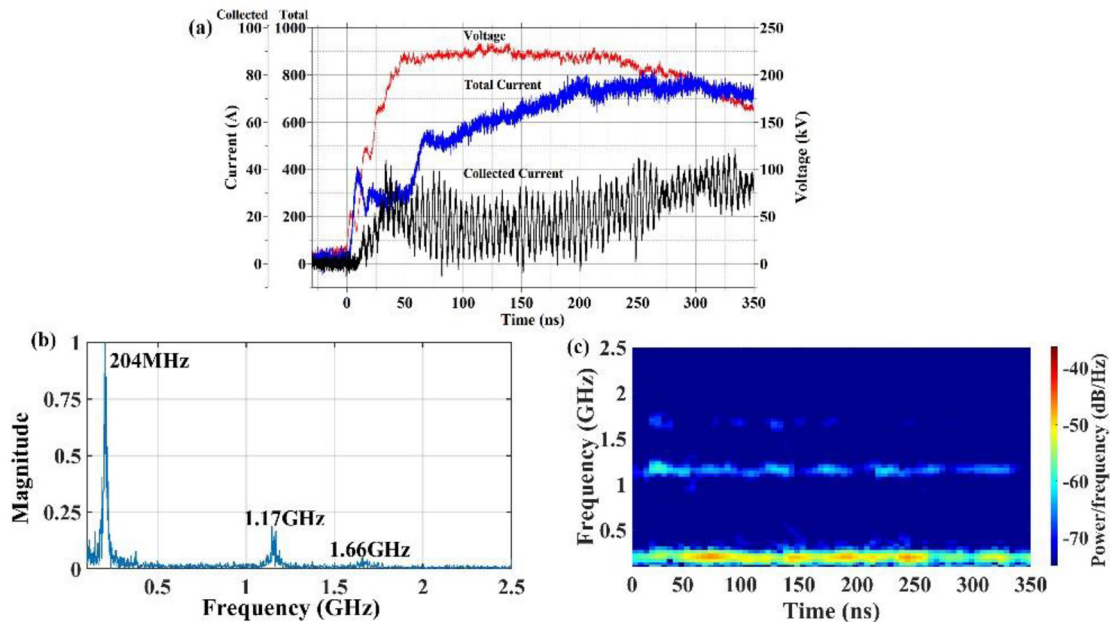 (a)
Collected Total
100 1000 250
80 800 200
60 600 150
40 400 100
20 200 50
0 0 0
Current (A)
Voltage (kV)
Voltage
Total Current
Collected Current
0 50 100 150 200 250 300 350
Time (ns)
(b)
1
0.75
0.5
0.25
0
Magnitude
204MHz
1.17GHz
1.66GHz
0.5 1 1.5 2 2.5
Frequency (GHz)
(c)
2.5
2
1.5
1
0.5
Frequency (GHz)
0 50 100 150 200 250 300 350
Time (ns)
-40
-50
-60
-70
Power/frequency (dB/Hz)